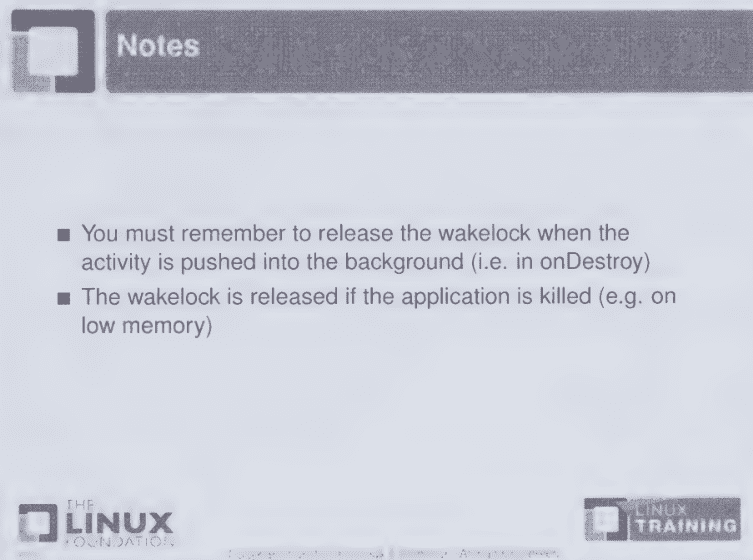 Notes
■ You must remember to release the wakelock when the
activity is pushed into the background (i.e. in onDestroy)
■ The wakelock is released if the application is killed (e.g. on
low memory)
THE
LINUX
FOUNDATION
LINUX
TRAINING